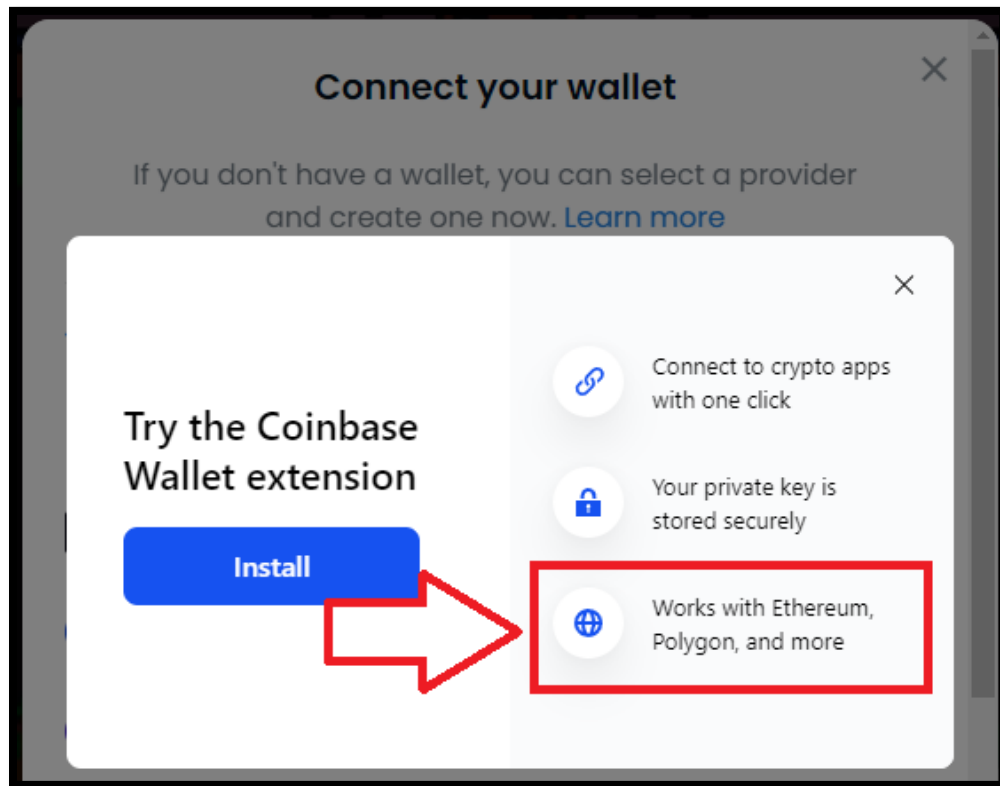 Connect your wallet
If you don't have a wallet, you can select a provider
and create one now. Learn more
Try the Coinbase
Wallet extension
Install
Connect to crypto apps
with one click
Your private key is
stored securely
Works with Ethereum,
Polygon, and more